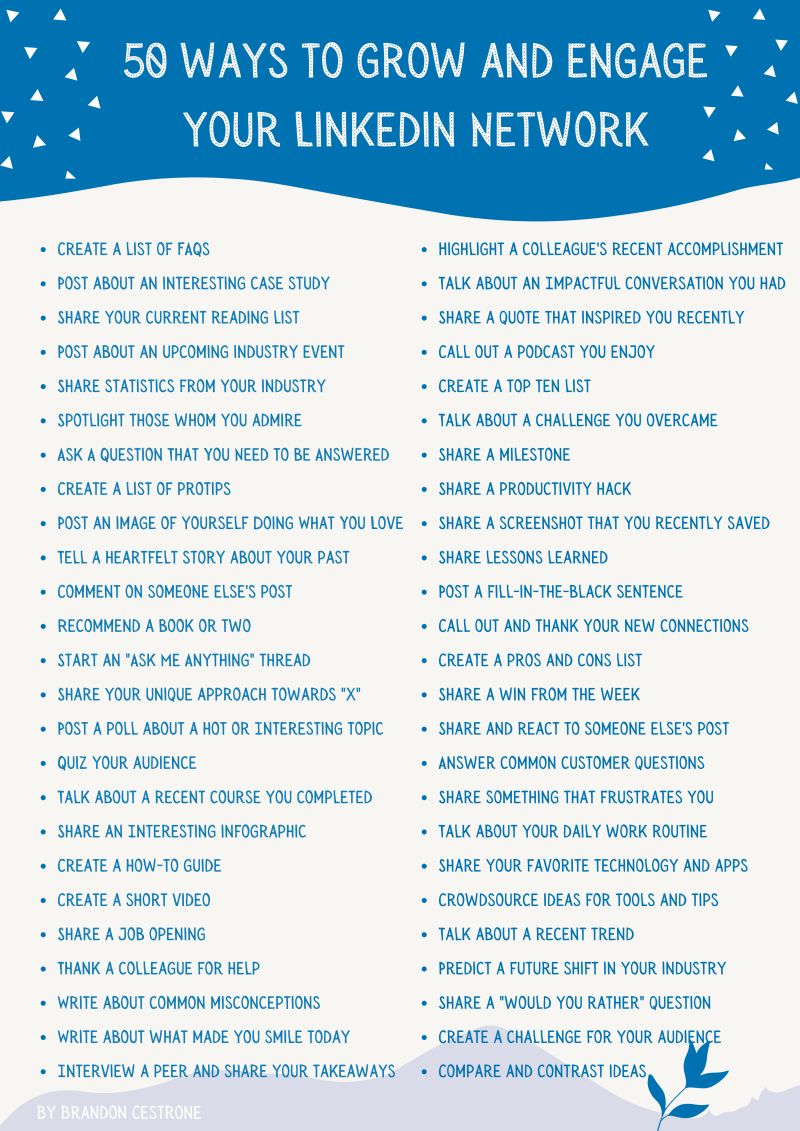 50 WAYS TO GROW AND ENGAGE
YOUR LINKEDIN NETWORK
• CREATE A LIST OF FAQS
• POST ABOUT AN INTERESTING CASE STUDY
• SHARE YOUR CURRENT READING LIST
• POST ABOUT AN UPCOMING INDUSTRY EVENT
• SHARE STATISTICS FROM YOUR INDUSTRY
• SPOTLIGHT THOSE WHOM YOU ADMIRE
• ASK A QUESTION THAT YOU NEED TO BE ANSWERED
• CREATE A LIST OF PROTIPS
• POST AN IMAGE OF YOURSELF DOING WHAT YOU LOVE
• TELL A HEARTFELT STORY ABOUT YOUR PAST
• COMMENT ON SOMEONE ELSE'S POST
• RECOMMEND A BOOK OR TWO
• START AN "ASK ME ANYTHING" THREAD
• SHARE YOUR UNIQUE APPROACH TOWARDS "X"
• POST A POLL ABOUT A HOT OR INTERESTING TOPIC
• QUIZ YOUR AUDIENCE
• TALK ABOUT A RECENT COURSE YOU COMPLETED
• SHARE AN INTERESTING INFOGRAPHIC
• CREATE A HOW-TO GUIDE
• CREATE A SHORT VIDEO
• SHARE A JOB OPENING
• THANK A COLLEAGUE FOR HELP
• WRITE ABOUT COMMON MISCONCEPTIONS
• WRITE ABOUT WHAT MADE YOU SMILE TODAY
• INTERVIEW A PEER AND SHARE YOUR TAKEAWAYS
• HIGHLIGHT A COLLEAGUE'S RECENT ACCOMPLISHMENT
• TALK ABOUT AN IMPACTFUL CONVERSATION YOU HAD
• SHARE A QUOTE THAT INSPIRED YOU RECENTLY
• CALL OUT A PODCAST YOU ENJOY
• CREATE A TOP TEN LIST
• TALK ABOUT A CHALLENGE YOU OVERCAME
• SHARE A MILESTONE
• SHARE A PRODUCTIVITY HACK
• SHARE A SCREENSHOT THAT YOU RECENTLY SAVED
• SHARE LESSONS LEARNED
• POST A FILL-IN-THE-BLACK SENTENCE
• CALL OUT AND THANK YOUR NEW CONNECTIONS
• CREATE A PROS AND CONS LIST
• SHARE A WIN FROM THE WEEK
• SHARE AND REACT TO SOMEONE ELSE'S POST
• ANSWER COMMON CUSTOMER QUESTIONS
• SHARE SOMETHING THAT FRUSTRATES YOU
• TALK ABOUT YOUR DAILY WORK ROUTINE
• SHARE YOUR FAVORITE TECHNOLOGY AND APPS
• CROWDSOURCE IDEAS FOR TOOLS AND TIPS
• TALK ABOUT A RECENT TREND
• PREDICT A FUTURE SHIFT IN YOUR INDUSTRY
• SHARE A "WOULD YOU RATHER" QUESTION
• CREATE A CHALLENGE FOR YOUR AUDIENCE
• COMPARE AND CONTRAST IDEAS
BY BRANDON CESTRONE